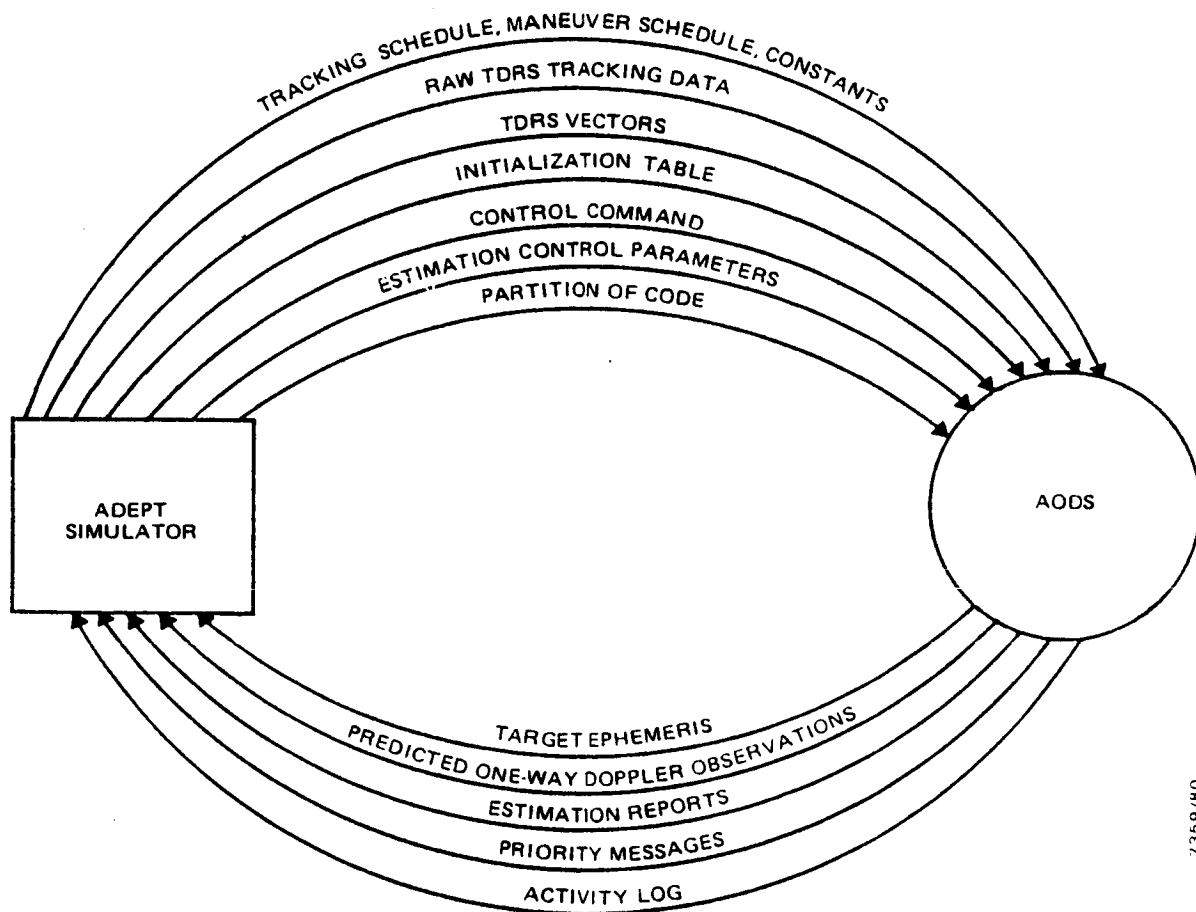 TRACKING SCHEDULE, MANEUVER SCHEDULE, CONSTANTS
RAW TDRS TRACKING DATA
TDRS VECTORS
INITIALIZATION TABLE
CONTROL COMMAND
ESTIMATION CONTROL PARAMETERS
PARTITION OF CODE
ADEPT
SIMULATOR
AODS
TARGET EPHEMERIS
PREDICTED ONE-WAY DOPPLER OBSERVATIONS
ESTIMATION REPORTS
PRIORITY MESSAGES
ACTIVITY LOG